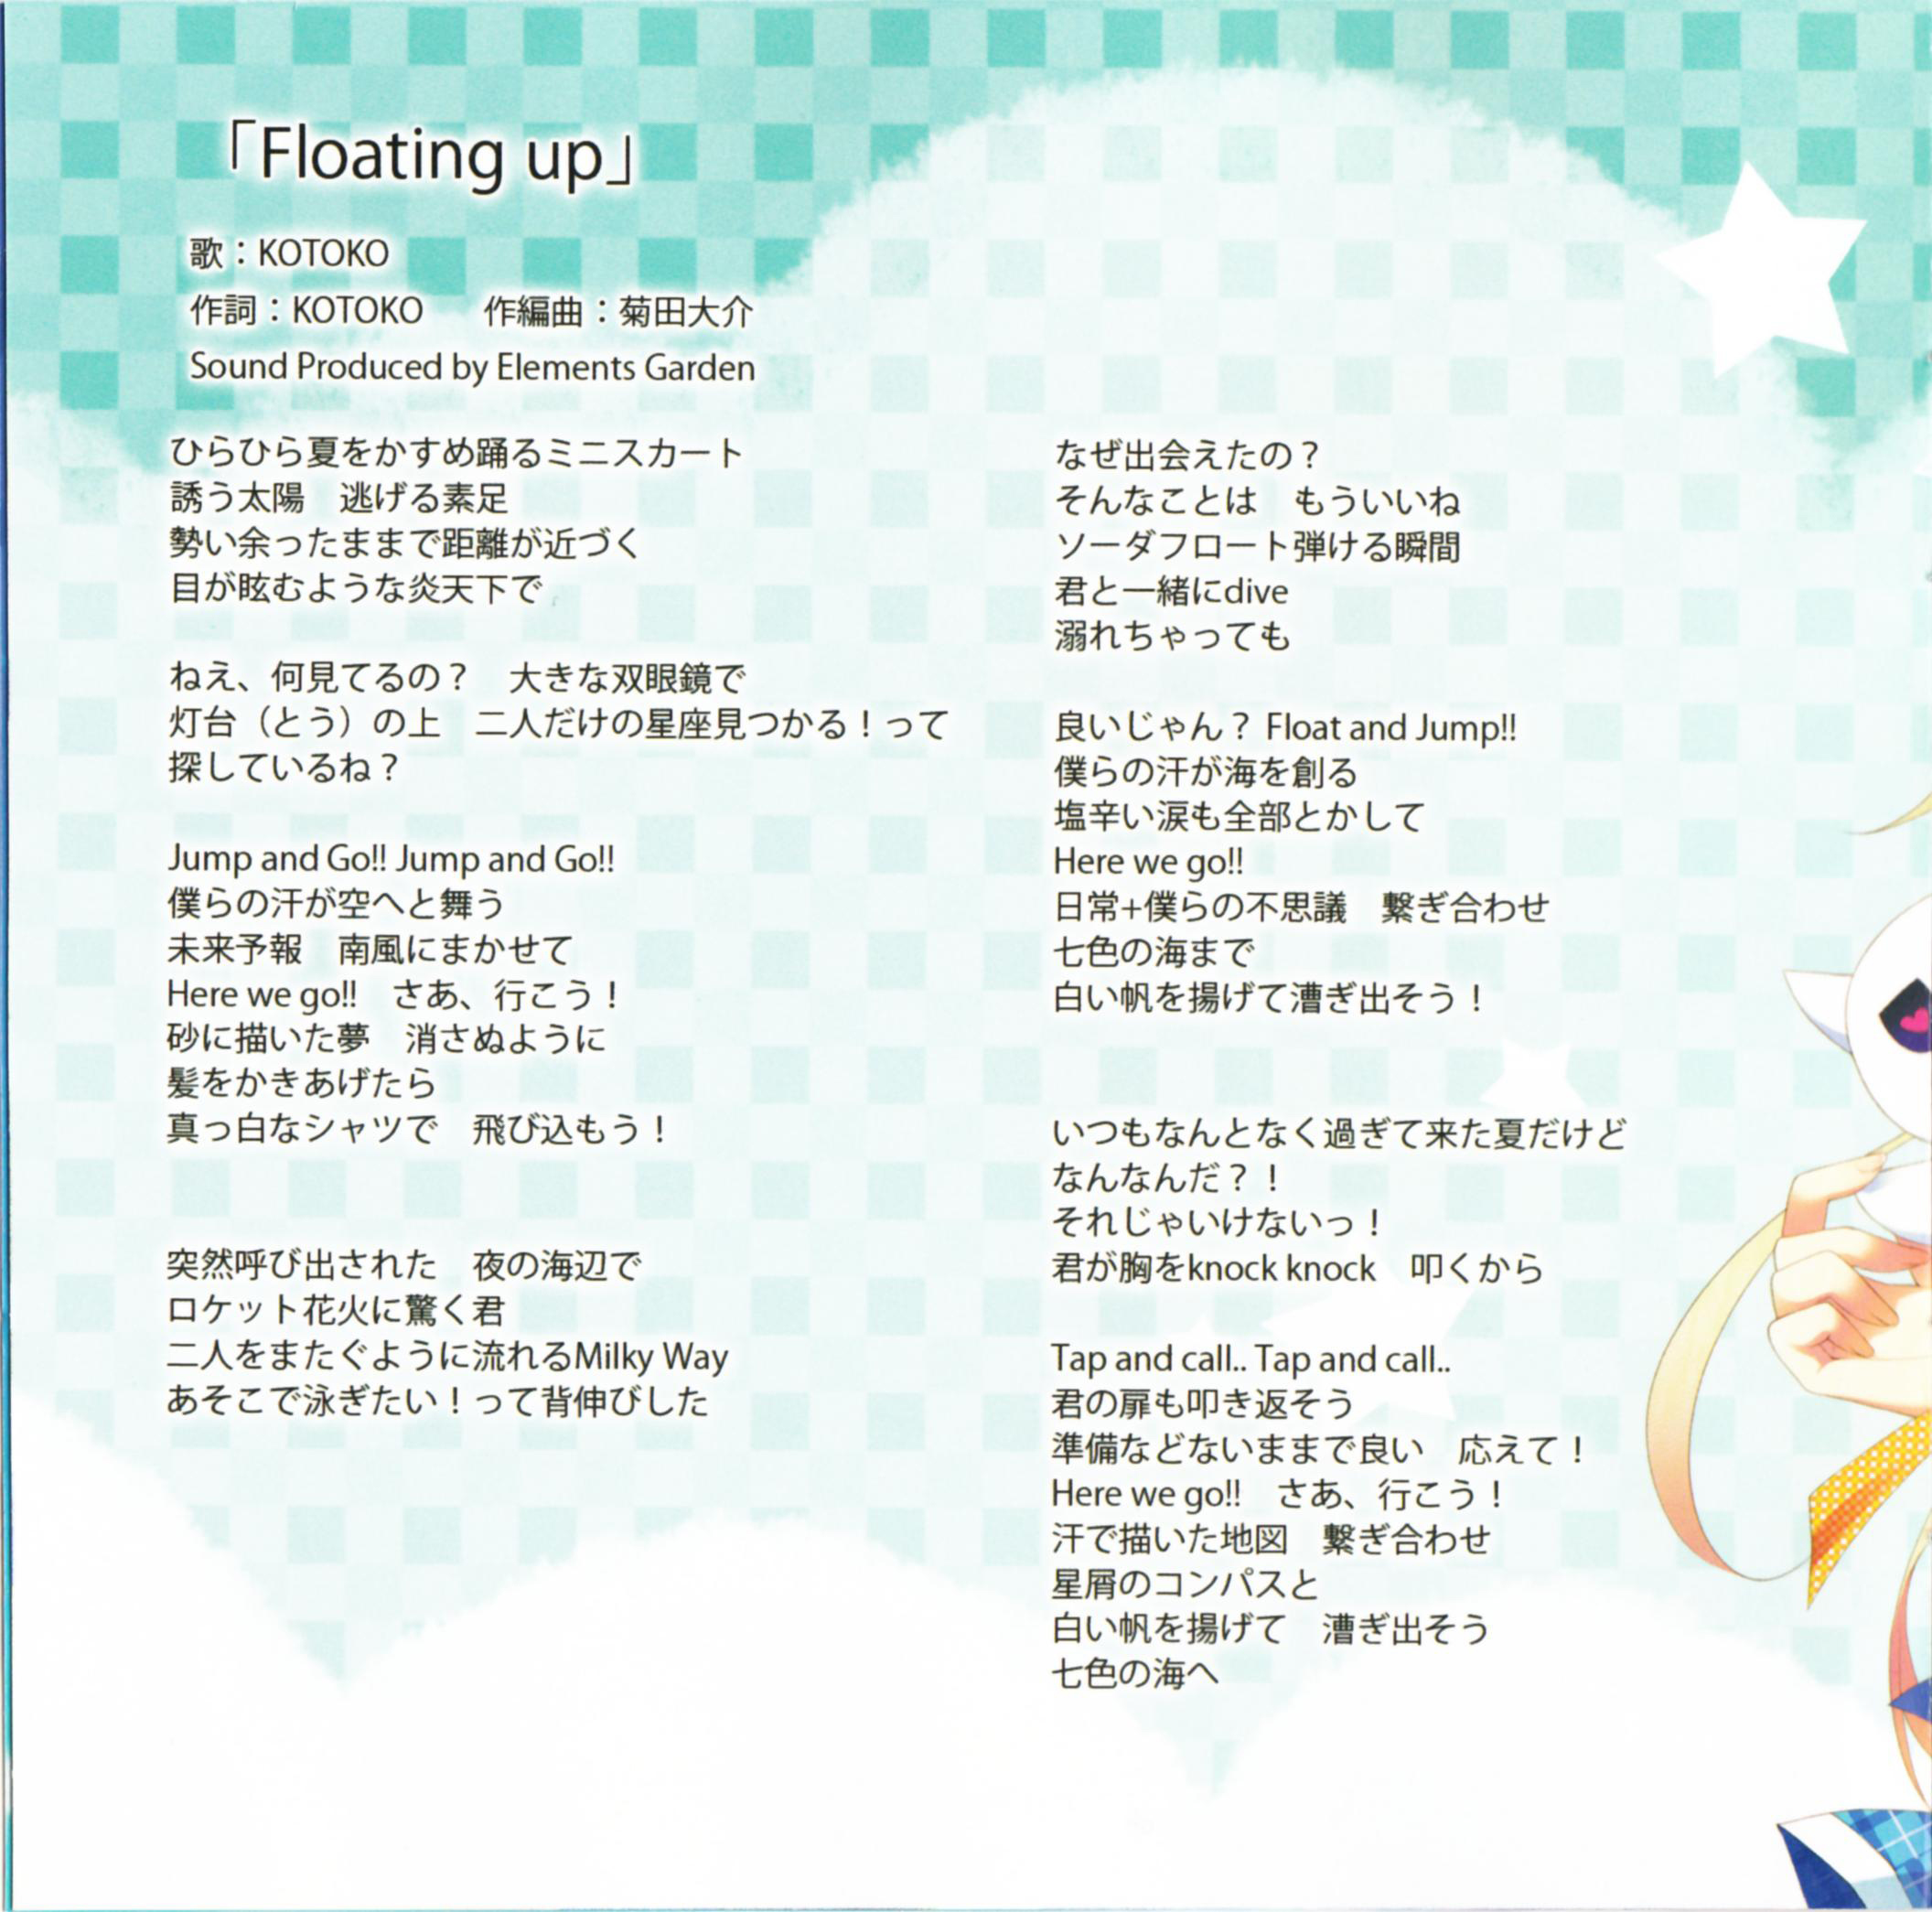 「Floating up」
歌：KOTOKO
作詞：KOTOKO　作編曲：菊田大介
Sound Produced by Elements Garden
ひらひら夏をかすめ踊るミニスカート
誘う太陽　逃げる素足
勢い余ったままで距離が近づく
目が眩むような炎天下で
ねえ、何見てるの？　大きな双眼鏡で
灯台（とう）の上　二人だけの星座見つかる！って
探しているね？
Jump and Go!! Jump and Go!!
僕らの汗が空へと舞う
未来予報　南風にまかせて
Here we go!!　さあ、行こう！
砂に描いた夢　消さぬように
髪をかきあげたら
真っ白なシャツで　飛び込もう！
突然呼び出された　夜の海辺で
ロケット花火に驚く君
二人をまたぐように流れるMilky Way
あそこで泳ぎたい！って背伸びした
なぜ出会えたの？
そんなことは　もういいね
ソーダフロート弾ける瞬間
君と一緒にdive
溺れちゃっても
良いじゃん？ Float and Jump!!
僕らの汗が海を創る
塩辛い涙も全部とかして
Here we go!!
日常+僕らの不思議　繋ぎ合わせ
七色の海まで
白い帆を揚げて漕ぎ出そう！
いつもなんとなく過ぎて来た夏だけど
なんなんだ？！
それじゃいけないっ！
君が胸をknock knock　叩くから
Tap and call.. Tap and call..
君の扉も叩き返そう
準備などないままで良い　応えて！
Here we go!!　さあ、行こう！
汗で描いた地図　繋ぎ合わせ
星屑のコンパスと
白い帆を揚げて　漕ぎ出そう
七色の海へ